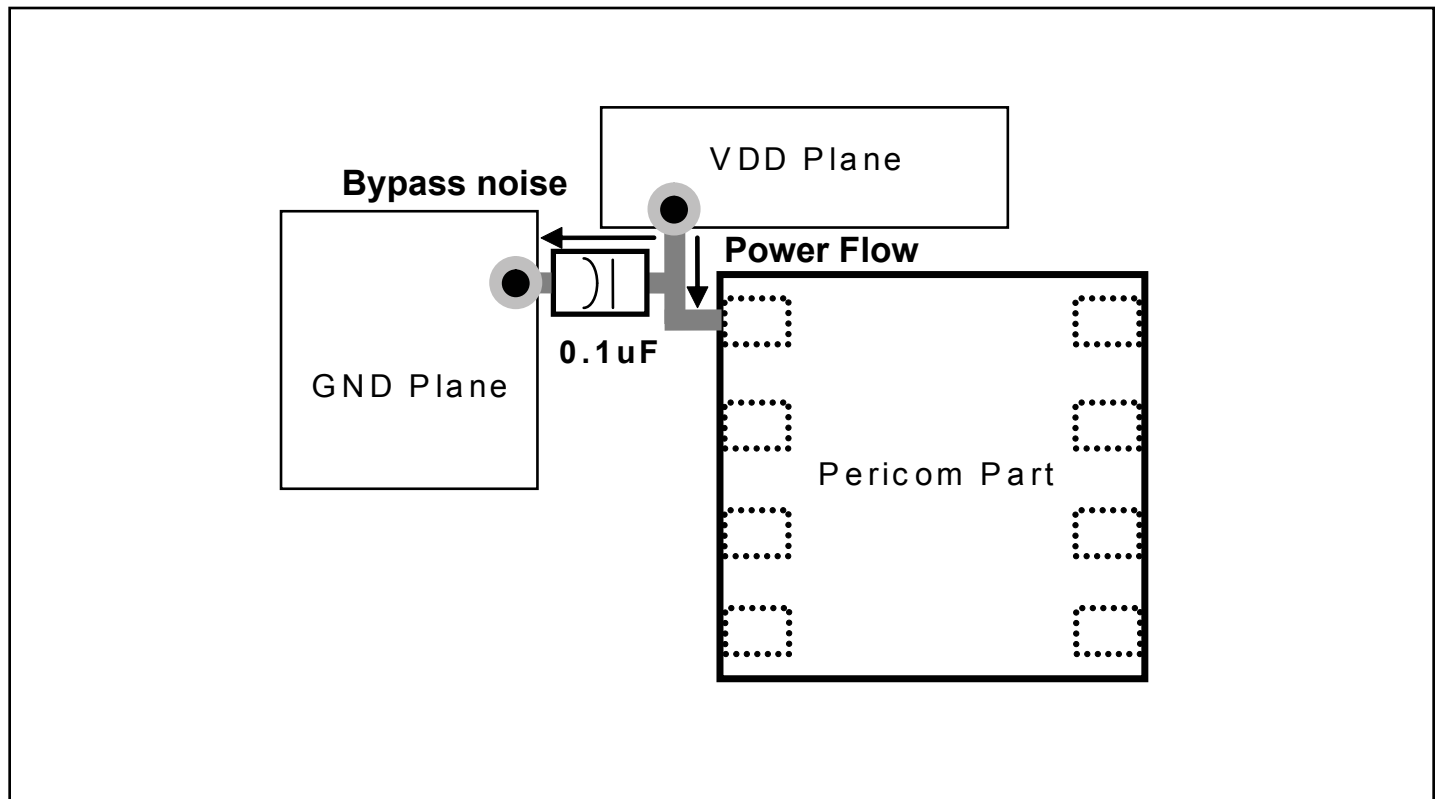 VDD Plane
Bypass noise
Power Flow
0.1uF
GND Plane
Pericom Part